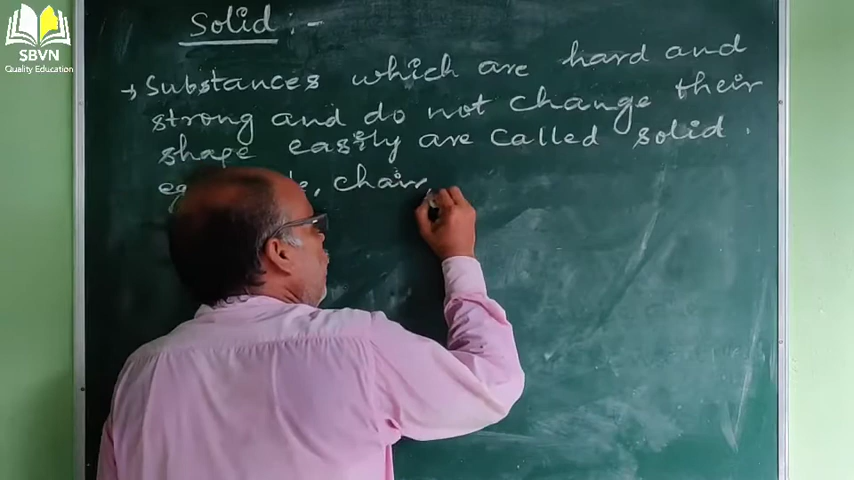 SBVN
Quality Education
Solid :-
→ Substances which are hard and
strong and do not change their
shape easily are called solid.
eg chair